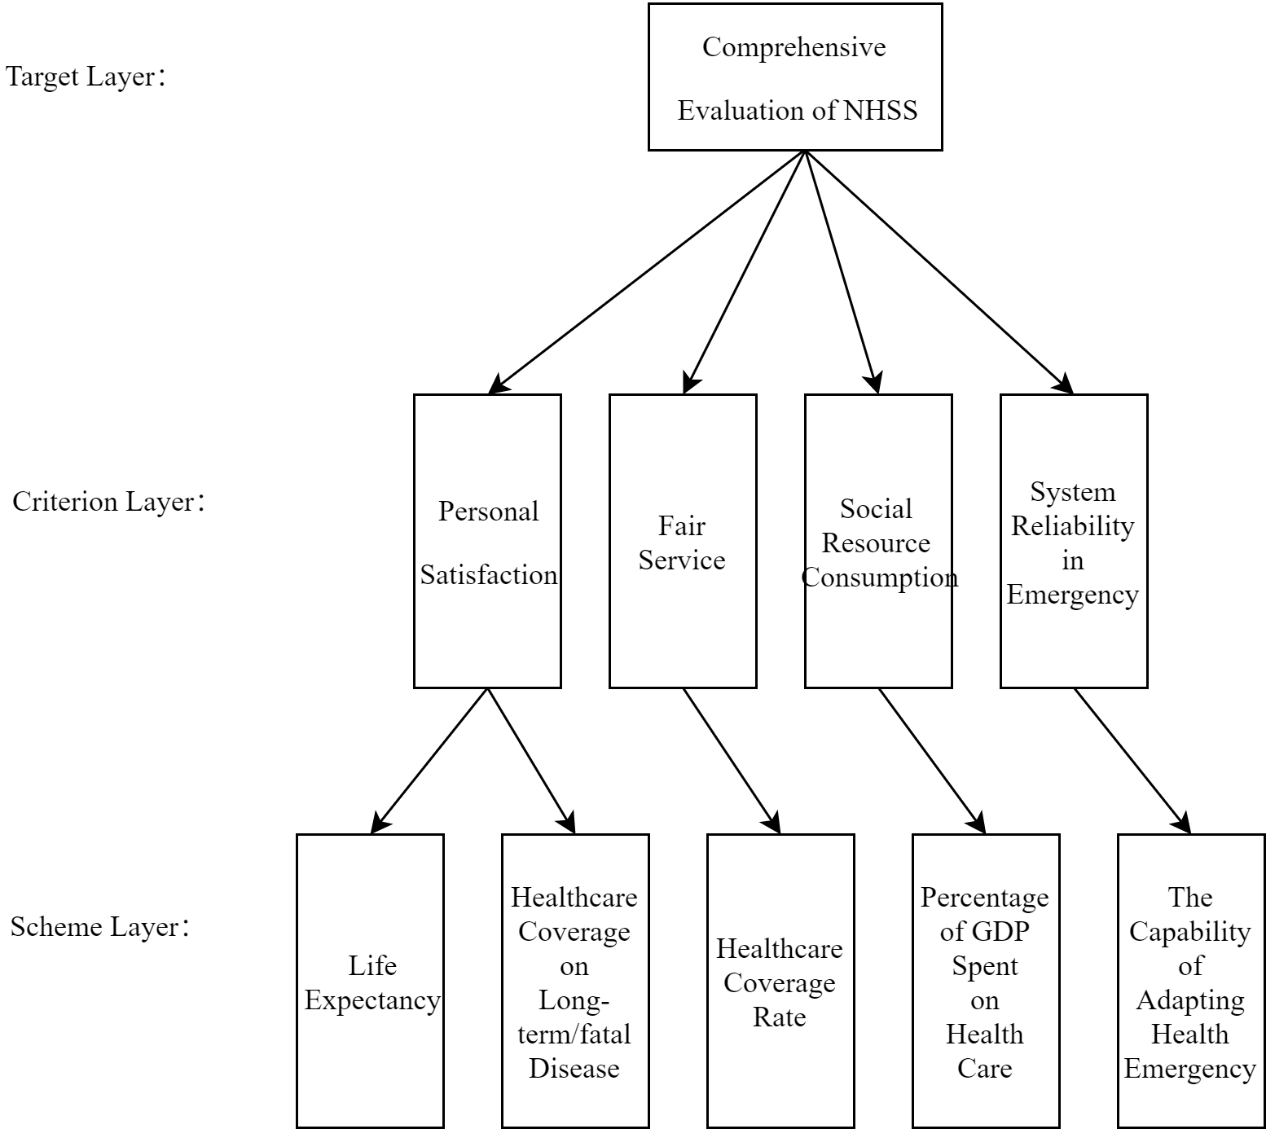 Target Layer：
Comprehensive
Evaluation of NHSS
Criterion Layer：
Personal
Satisfaction
Fair
Service
Social
Resource
Consumption
System
Reliability
in
Emergency
Scheme Layer：
Life
Expectancy
Healthcare
Coverage
on
Long-
term/fatal
Disease
Healthcare
Coverage
Rate
Percentage
of GDP
Spent
on
Health
Care
The
Capability
of
Adapting
Health
Emergency